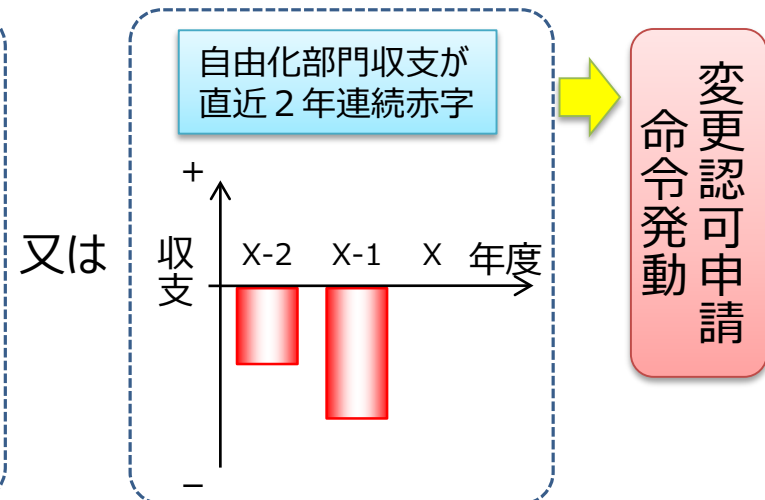 又は
自由化部門収支が
直近２年連続赤字
+
収支
X-2 X-1 X 年度
−
変更認可申請
命令発動